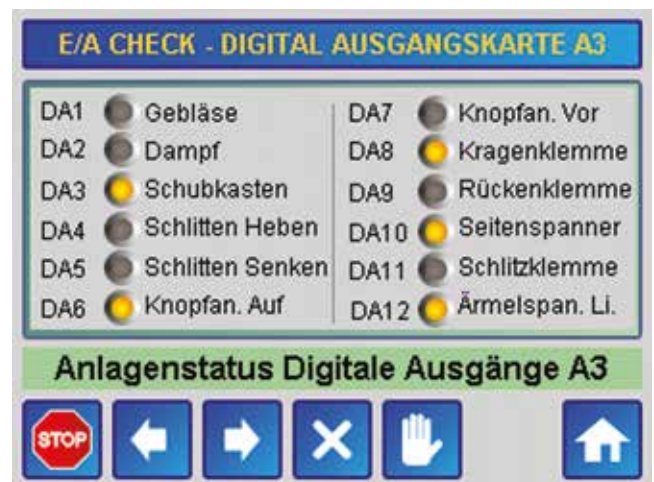 E/A CHECK - DIGITAL AUSGANGSKARTE A3
DA1 Gebläse
DA2 Dampf
DA3 Schubkasten
DA4 Schlitten Heben
DA5 Schlitten Senken
DA6 Knopfan. Auf
DA7 Knopfan. Vor
DA8 Kragenklemme
DA9 Rückenklemme
DA10 Seitenspanner
DA11 Schlitzklemme
DA12 Ärmelspan. Li.
Anlagenstatus Digitale Ausgänge A3
STOP